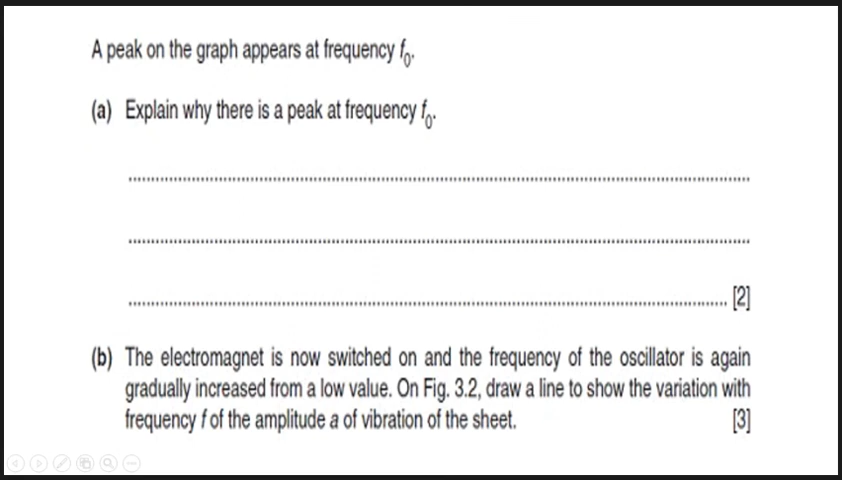 A peak on the graph appears at frequency f₀.
(a) Explain why there is a peak at frequency f₀.
[2]
(b) The electromagnet is now switched on and the frequency of the oscillator is again
gradually increased from a low value. On Fig. 3.2, draw a line to show the variation with
frequency f of the amplitude a of vibration of the sheet. [3]